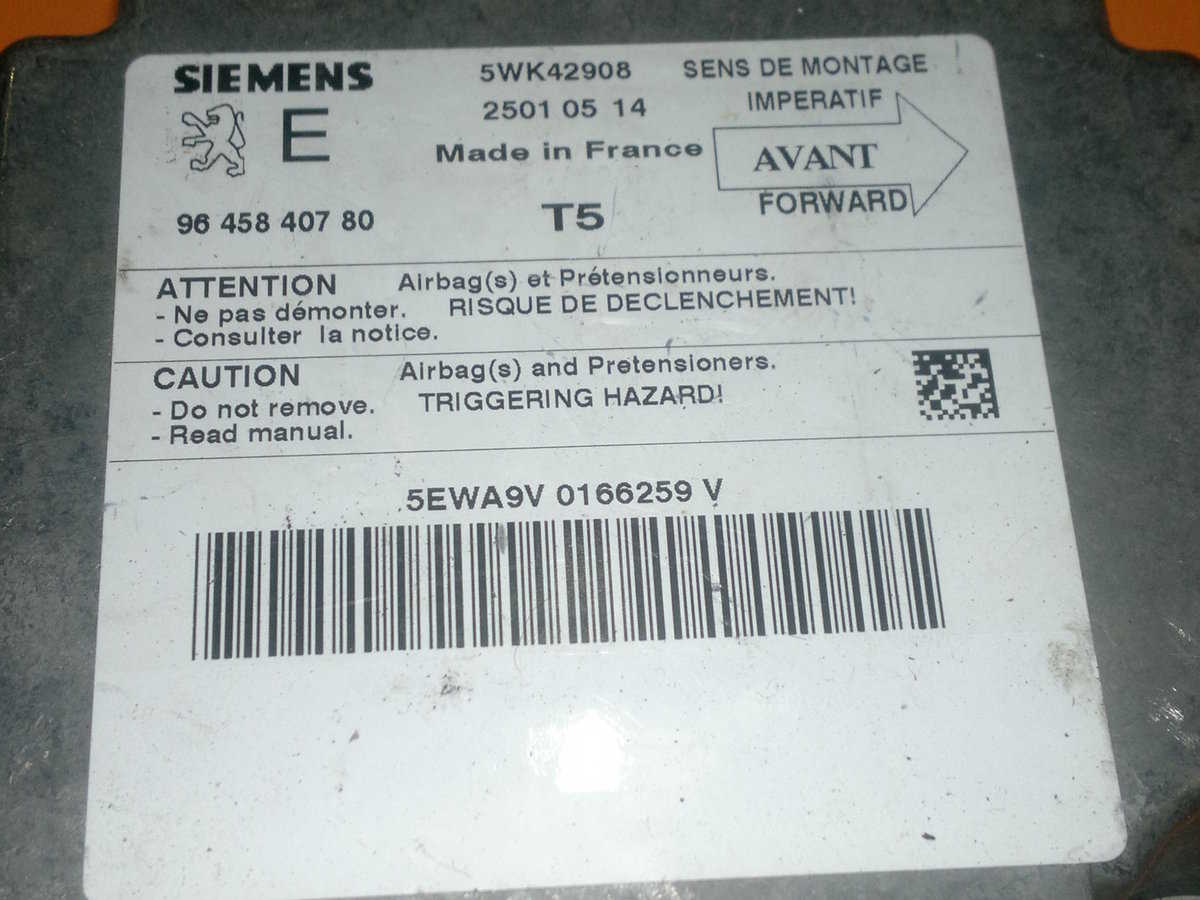 SIEMENS
5WK42908
SENS DE MONTAGE !
IMPERATIF
E
2501 05 14
Made in France
AVANT
FORWARD
96 458 407 80
T5
ATTENTION Airbag(s) et Prétensionneurs.
- Ne pas démonter. RISQUE DE DECLENCHEMENT!
- Consulter la notice.
CAUTION Airbag(s) and Pretensioners.
- Do not remove. TRIGGERING HAZARD!
- Read manual.
5EWA9V 0166259 V